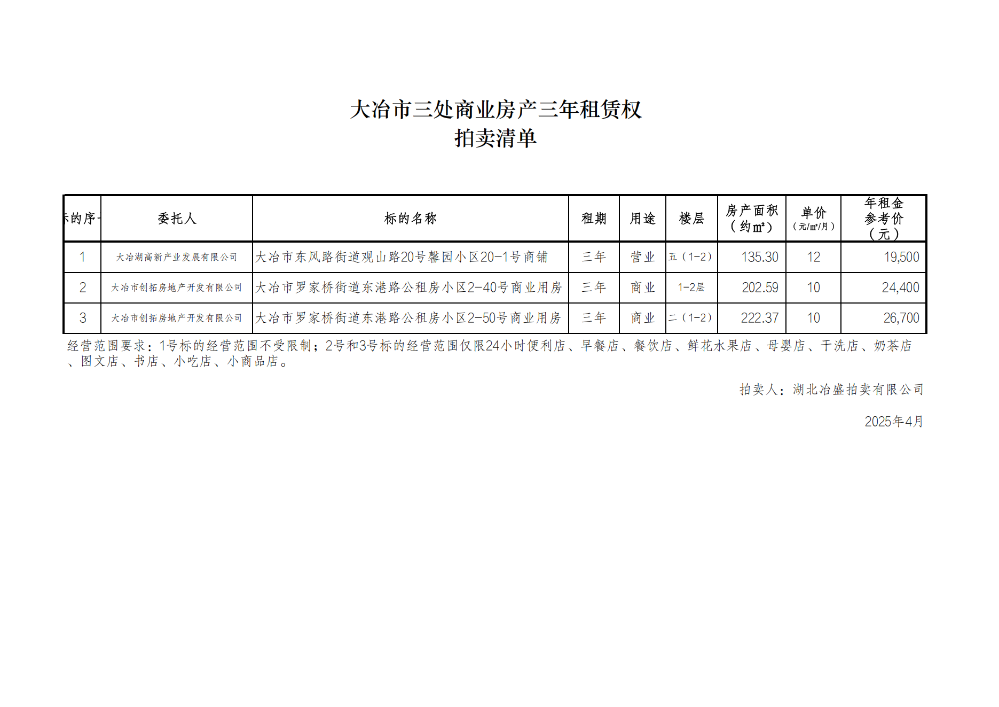 大冶市三处商业房产三年租赁权
拍卖清单
标的序号 委托人 标的名称 租期 用途 楼层 房产面积（约㎡） 单价（元/㎡/月） 年租金参考价（元）
1 大冶湖高新产业发展有限公司 大冶市东风路街道观山路20号馨园小区20-1号商铺 三年 营业 五（1-2） 135.30 12 19,500
2 大冶市创拓房地产开发有限公司 大冶市罗家桥街道东港路公租房小区2-40号商业用房 三年 商业 1-2层 202.59 10 24,400
3 大冶市创拓房地产开发有限公司 大冶市罗家桥街道东港路公租房小区2-50号商业用房 三年 商业 二（1-2） 222.37 10 26,700
经营范围要求：1号标的经营范围不受限制；2号和3号标的经营范围仅限24小时便利店、早餐店、餐饮店、鲜花水果店、母婴店、干洗店、奶茶店
、图文店、书店、小吃店、小商品店。
拍卖人：湖北冶盛拍卖有限公司
2025年4月